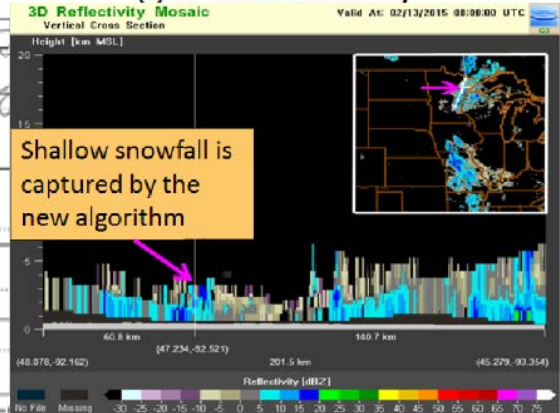 3D Reflectivity Mosaic
Valid At: 02/13/2015 08:08:00 UTC
Vertical Cross Section
Height [km MSL]
20
15
Shallow snowfall is
captured by the
new algorithm
5
0
60.8 km
140.7 km
(47.234,-92.521)
(48.078,-92.162)
201.5 km
(45.279,-93.354)
Reflectivity [dBZ]
No File Missing -30 -25 -20 -15 -10 -5 0 5 10 15 20 25 30 35 40 45 50 55 60 65 70 75